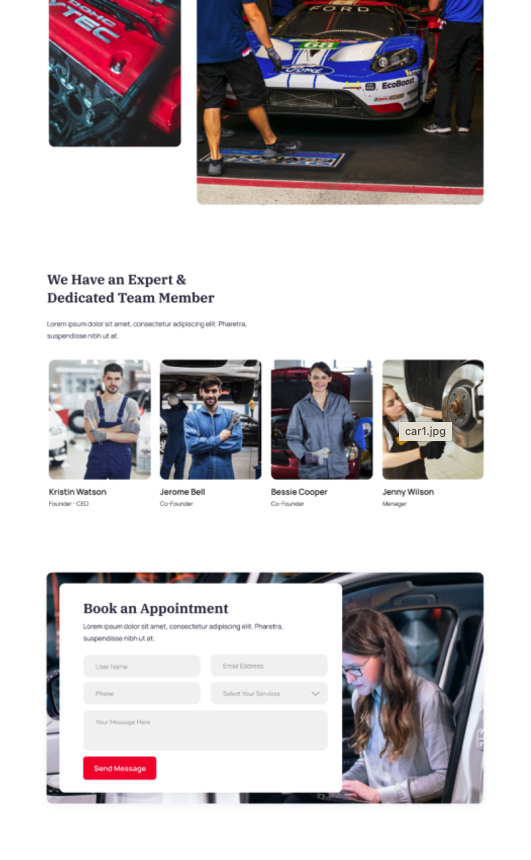 VTEC
FORD
68
Ford
EcoBoost
We Have an Expert &
Dedicated Team Member
Lorem ipsum dolor sit amet, consectetur adipiscing elit. Pharetra,
suspendisse nibh ut at.
car1.jpg
Kristin Watson
Jerome Bell
Bessie Cooper
Jenny Wilson
Founder - CEO
Co-Founder
Co-Founder
Manager
Book an Appointment
Lorem ipsum dolor sit amet, consectetur adipiscing elit. Pharetra,
suspendisse nibh ut at.
User Name
Email Eddress
Phone
Select Your Services
Your Message Here
Send Message